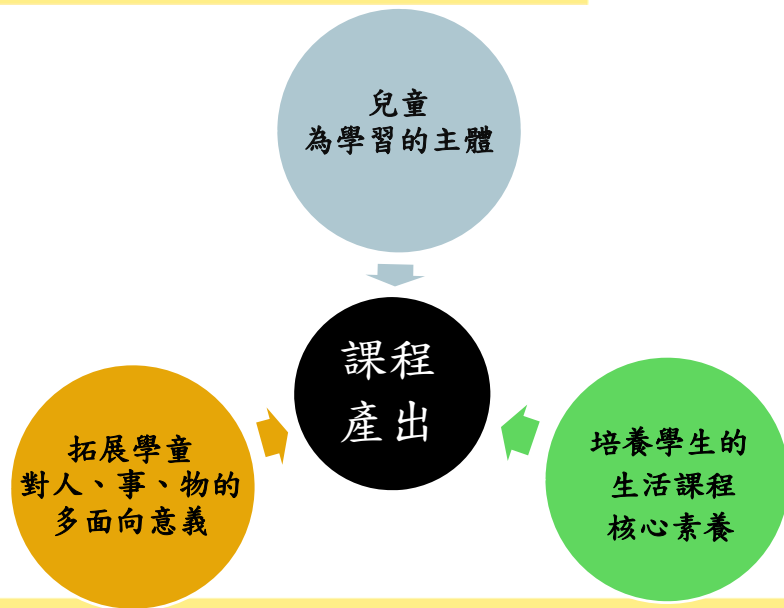 兒童
為學習的主體
課程
產出
拓展學童
對人、事、物的
多面向意義
培養學生的
生活課程
核心素養